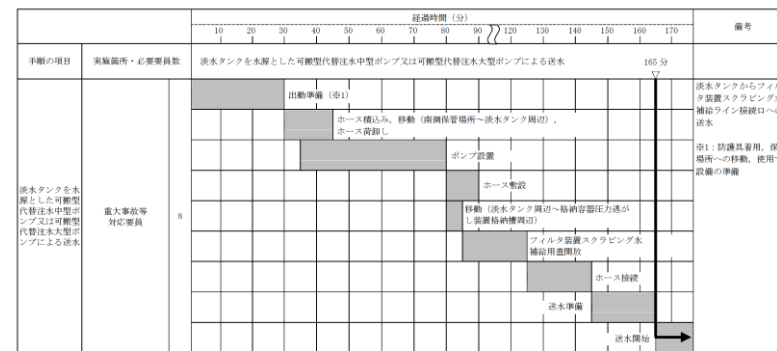 経過時間（分）
10 20 30 40 50 60 70 80 90 120 130 140 150 160 170
備考
手順の項目
実施箇所・必要要員数
淡水タンクを水源とした可搬型代替注水中型ポンプ又は可搬型代替注水大型ポンプによる送水
165 分
出動準備（※1）
ホース積込み、移動（南側保管場所～淡水タンク周辺）、
ホース荷卸し
ポンプ設置
ホース敷設
移動（淡水タンク周辺～格納容器圧力逃が
し装置格納槽周辺）
フィルタ装置スクラビング水
補給用蓋開放
ホース接続
送水準備
送水開始
淡水タンクを水
源とした可搬型
代替注水中型ポ
ンプ又は可搬型
代替注水大型ポ
ンプによる送水
重大事故等
対応要員
8
淡水タンクからフィル
タ装置スクラビング
補給ライン接続口への
送水
※1：防護具着用、保
場所への移動、使用
設備の準備